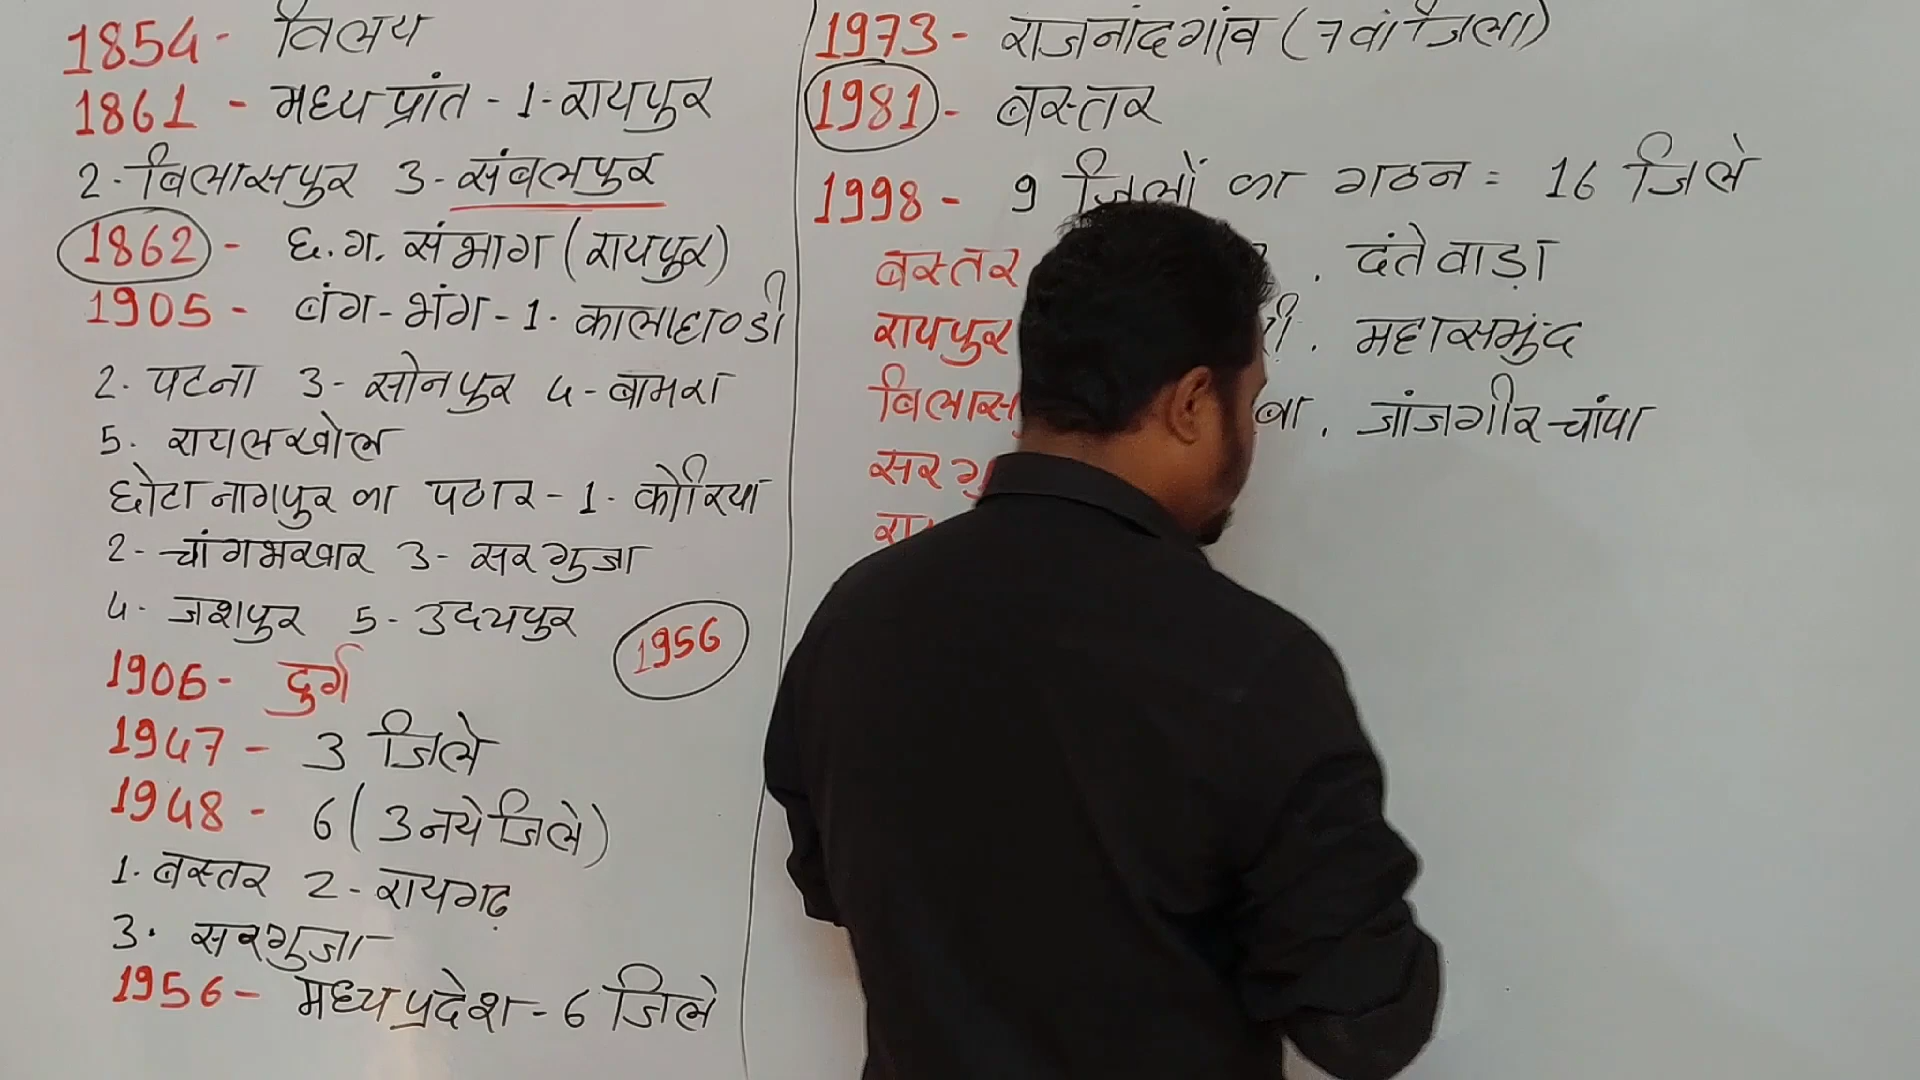 1854- विलय
1861 - मध्यप्रांत - 1- रायपुर
2. बिलासपुर 3- संबलपुर
1862 - छ.ग. संभाग (रायपुर)
1905 - बंग-भंग - 1. कालाहाण्डी
2. पटना 3- सोनपुर 4- बामरा
5. रायलखोल
छोटा नागपुर का पठार - 1. कोरिया
2- चांगभखार 3- सरगुजा
4- जशपुर 5- उदयपुर
1956
1906- दुर्ग
1947 - 3 जिले
1948 - 6 (3 नये जिले)
1. बस्तर 2- रायगढ़
3. सरगुजा
1956 - मध्यप्रदेश - 6 जिले
1973 - राजनांदगांव (7वां जिला)
1981 - बस्तर
1998 - 9 जिलों का गठन = 16 जिले
बस्तर . दंतेवाड़ा
रायपुर . महासमुंद
. जांजगीर-चांपा